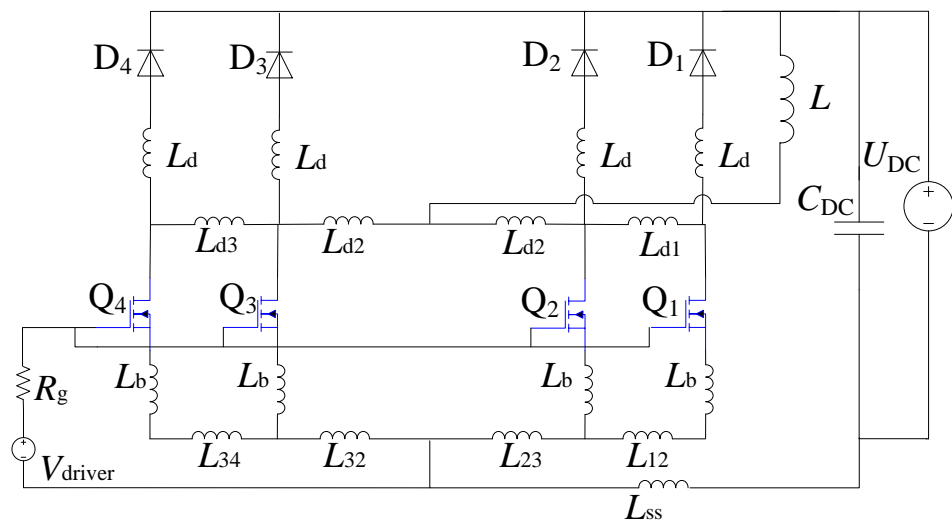 D4 D3 D2 D1
L
Ld Ld Ld Ld
UDC
CDC
Ld3 Ld2 Ld2 Ld1
Q4 Q3 Q2 Q1
Rg
Lb Lb Lb Lb
Vdriver
L34 L32 L23 L12
Lss